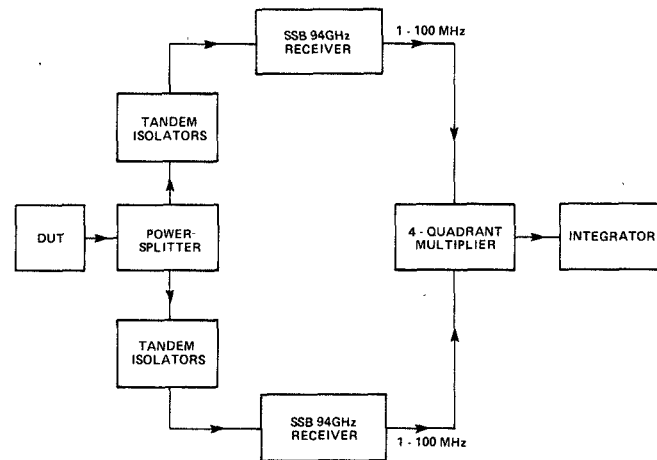 SSB 94GHz
RECEIVER
1 - 100 MHz
TANDEM
ISOLATORS
DUT
POWER-
SPLITTER
4 - QUADRANT
MULTIPLIER
INTEGRATOR
TANDEM
ISOLATORS
SSB 94GHz
RECEIVER
1 - 100 MHz